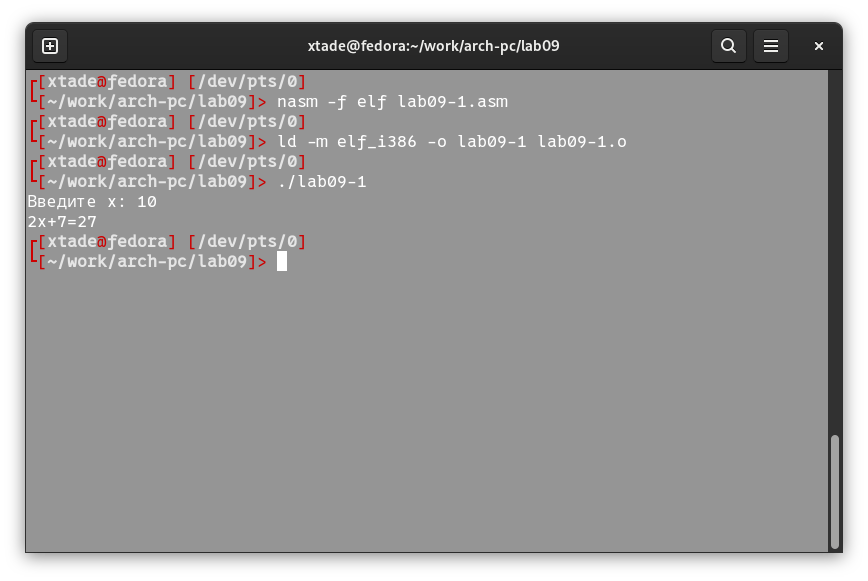 xtade@fedora:~/work/arch-pc/lab09
[xtade@fedora] [/dev/pts/0]
[~/work/arch-pc/lab09]> nasm -f elf lab09-1.asm
[xtade@fedora] [/dev/pts/0]
[~/work/arch-pc/lab09]> ld -m elf_i386 -o lab09-1 lab09-1.o
[xtade@fedora] [/dev/pts/0]
[~/work/arch-pc/lab09]> ./lab09-1
Введите x: 10
2x+7=27
[xtade@fedora] [/dev/pts/0]
[~/work/arch-pc/lab09]>